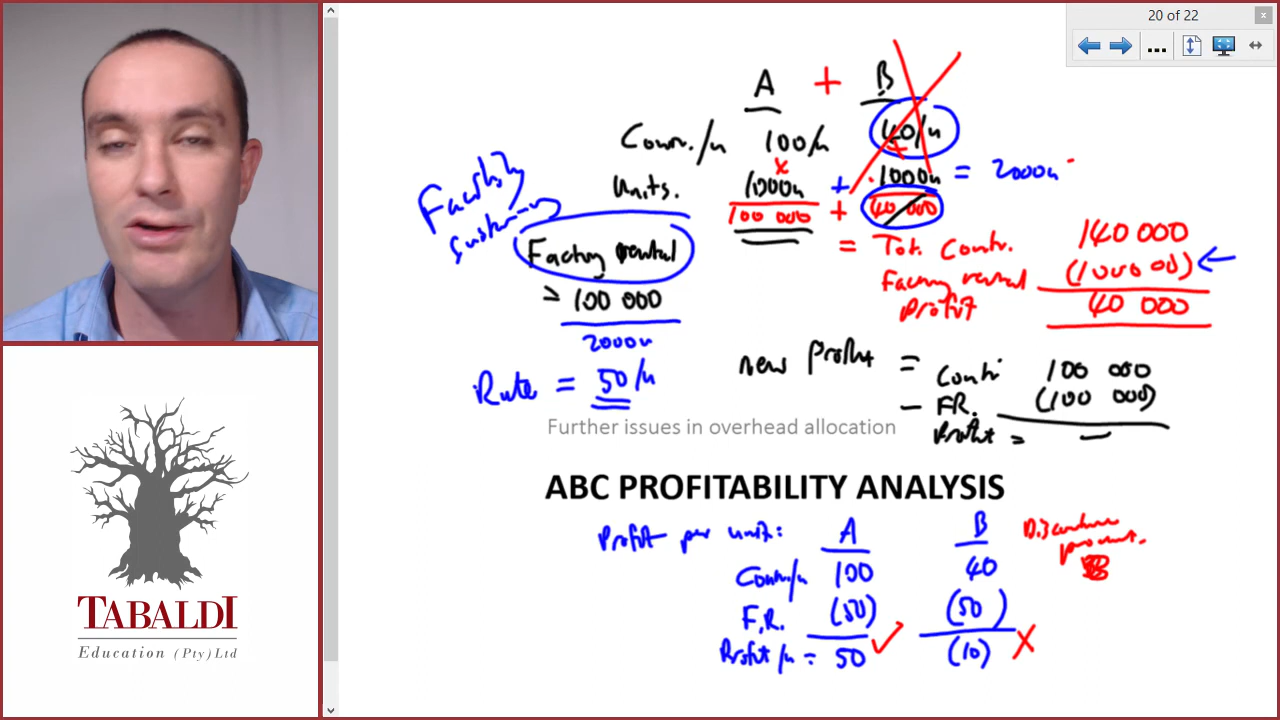 20 of 22
A + B
Contr./u 100/u 40/u
x x
Units. 1000u + 1000u = 2000u
100 000 + 40 000
Facility
Sustaining
Factory rental
= Tot. Contr. 140 000
Factory rental (100 000)
Profit 40 000
> 100 000
2000u
Rate = 50/u
new Profit = Contr 100 000
- FR. (100 000)
Profit = —
Further issues in overhead allocation
ABC PROFITABILITY ANALYSIS
Profit per unit: A B
Discontinue
product.
B
Contr/u 100 40
F.R. (50) (50)
Profit/u = 50 (10)
TABALDI
Education (Pty) Ltd